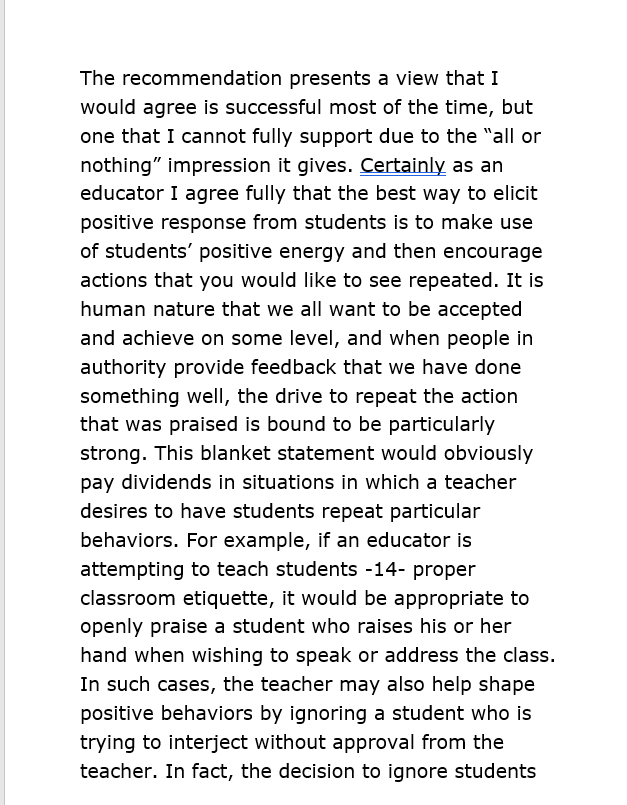 The recommendation presents a view that I
would agree is successful most of the time, but
one that I cannot fully support due to the “all or
nothing” impression it gives. Certainly as an
educator I agree fully that the best way to elicit
positive response from students is to make use
of students’ positive energy and then encourage
actions that you would like to see repeated. It is
human nature that we all want to be accepted
and achieve on some level, and when people in
authority provide feedback that we have done
something well, the drive to repeat the action
that was praised is bound to be particularly
strong. This blanket statement would obviously
pay dividends in situations in which a teacher
desires to have students repeat particular
behaviors. For example, if an educator is
attempting to teach students -14- proper
classroom etiquette, it would be appropriate to
openly praise a student who raises his or her
hand when wishing to speak or address the class.
In such cases, the teacher may also help shape
positive behaviors by ignoring a student who is
trying to interject without approval from the
teacher. In fact, the decision to ignore students